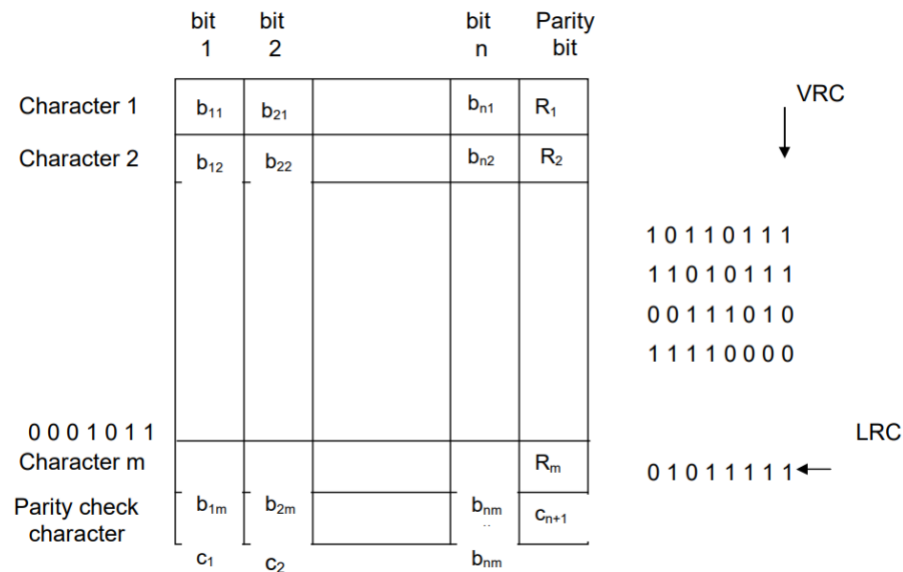 bit bit bit Parity
1 2 n bit
Character 1 b11 b21 bn1 R1 VRC
Character 2 b12 b22 bn2 R2
1 0 1 1 0 1 1 1
1 1 0 1 0 1 1 1
0 0 1 1 1 0 1 0
1 1 1 1 0 0 0 0
0 0 0 1 0 1 1 LRC
Character m Rm 0 1 0 1 1 1 1 1
Parity check b1m b2m bnm cn+1
character ..
c1 c2 bnm